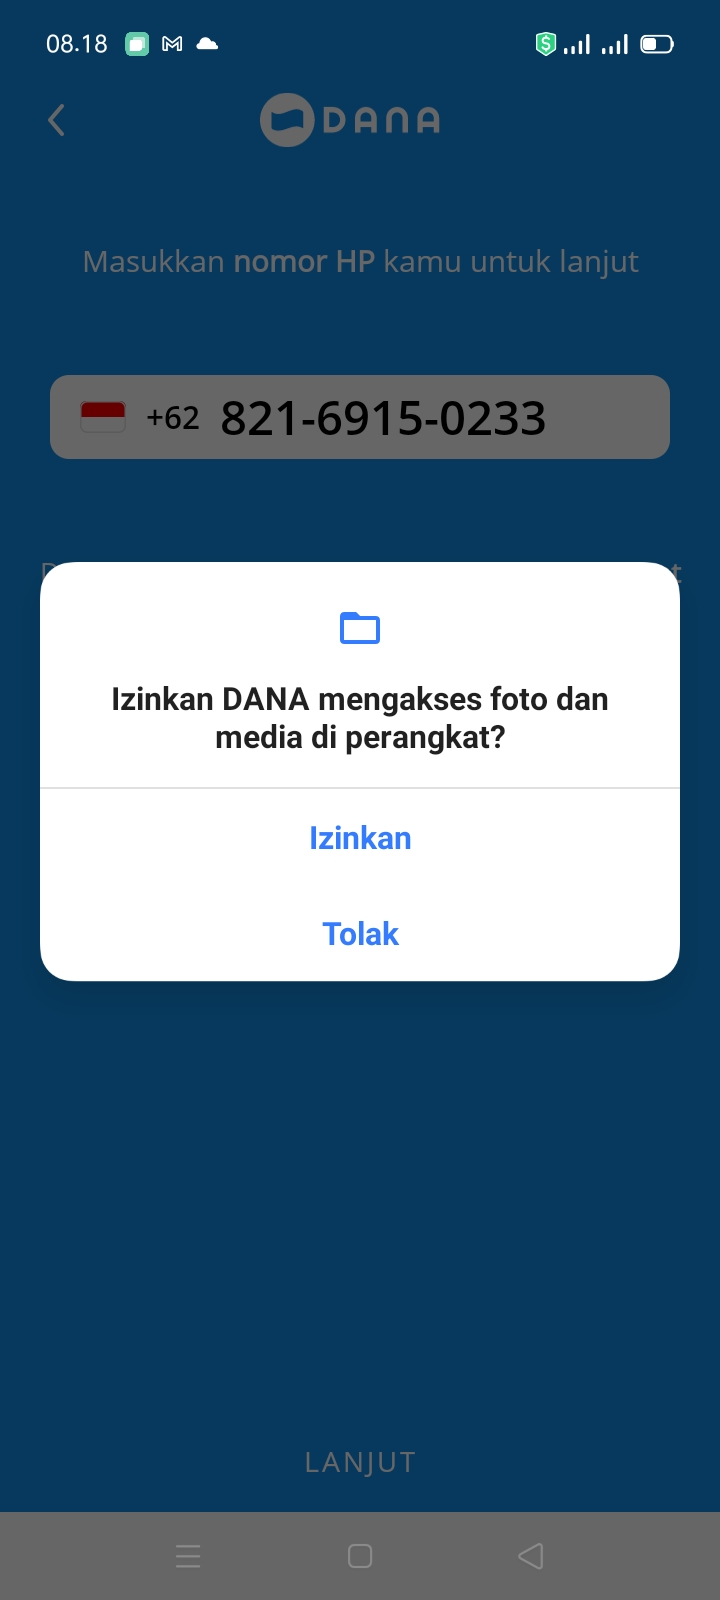 08.18
DANA
Masukkan nomor HP kamu untuk lanjut
+62 821-6915-0233
Izinkan DANA mengakses foto dan
media di perangkat?
Izinkan
Tolak
LANJUT